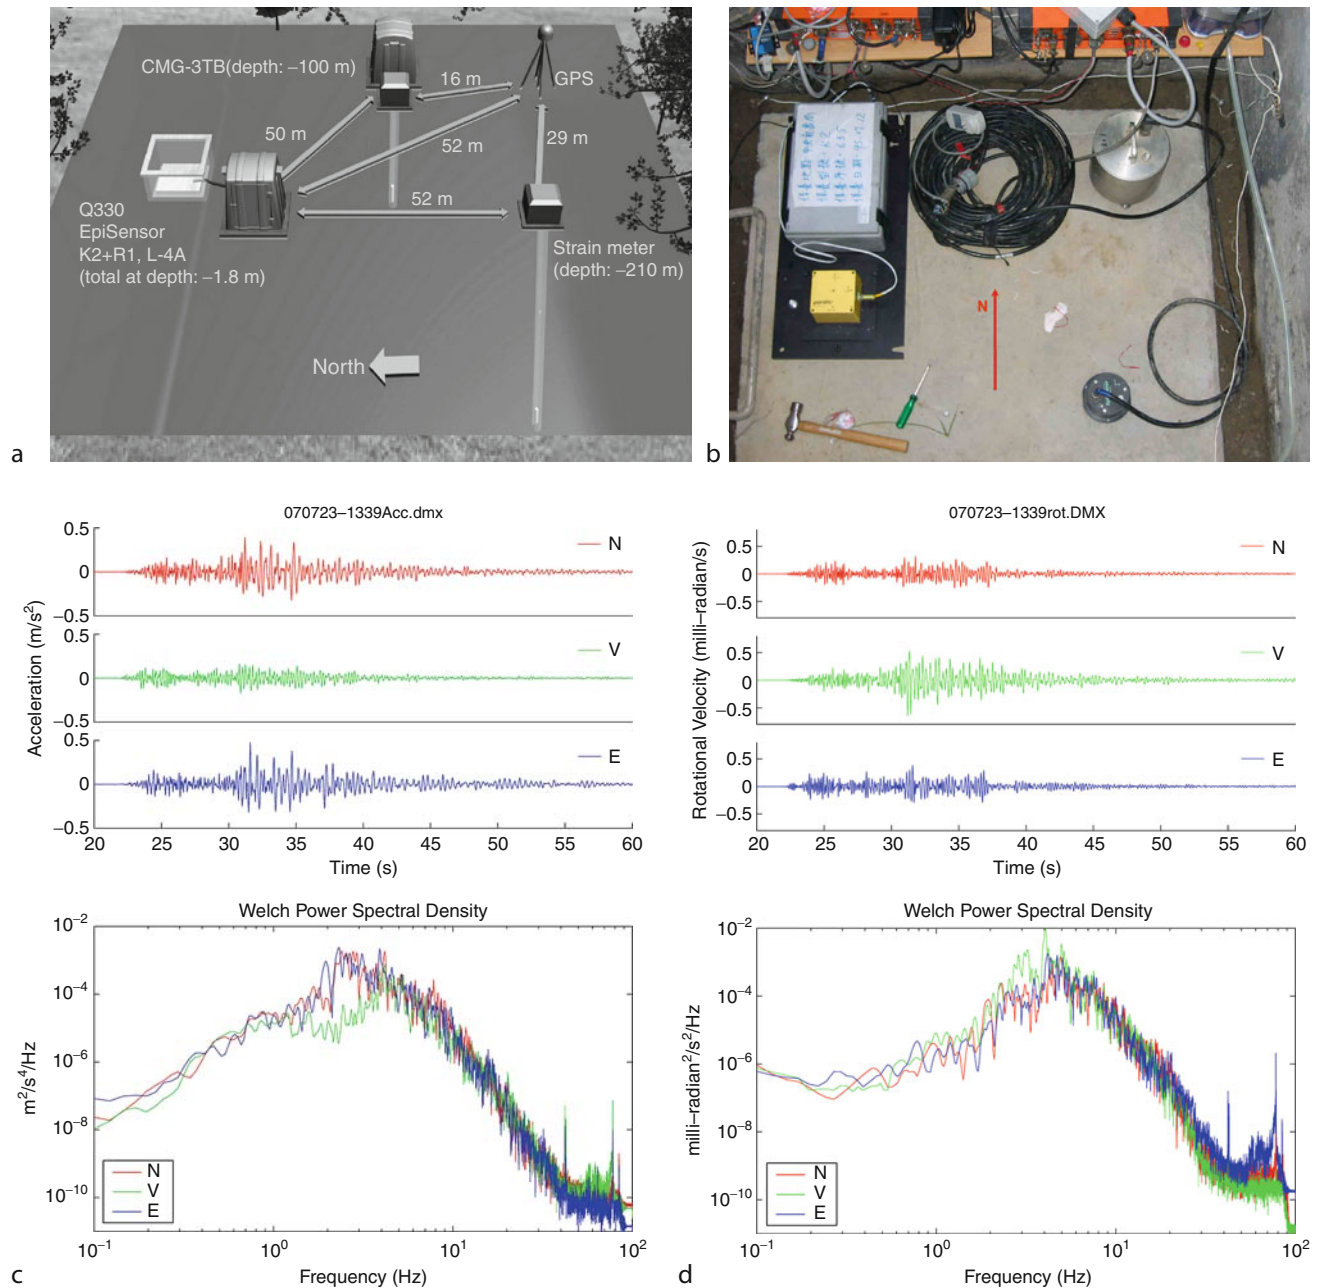 CMG-3TB(depth: –100 m)
16 m
GPS
50 m
52 m
29 m
52 m
Q330
EpiSensor
K2+R1, L-4A
(total at depth: –1.8 m)
Strain meter
(depth: –210 m)
North
a
N
b
070723–1339Acc.dmx
Acceleration (m/s²)
0.5
0
–0.5
N
0.5
0
–0.5
V
0.5
0
–0.5
E
20 25 30 35 40 45 50 55 60
Time (s)
070723–1339rot.DMX
Rotational Velocity (milli–radian/s)
0.5
0
–0.5
N
0.5
0
–0.5
V
0.5
0
–0.5
E
20 25 30 35 40 45 50 55 60
Time (s)
Welch Power Spectral Density
m²/s⁴/Hz
10⁻²
10⁻⁴
10⁻⁶
10⁻⁸
10⁻¹⁰
N
V
E
10⁻¹ 10⁰ 10¹ 10²
Frequency (Hz)
c
Welch Power Spectral Density
milli–radian²/s²/Hz
10⁻²
10⁻⁴
10⁻⁶
10⁻⁸
10⁻¹⁰
N
V
E
10⁻¹ 10⁰ 10¹ 10²
Frequency (Hz)
d